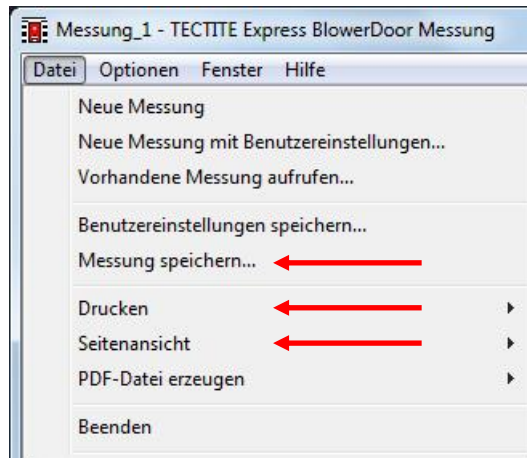 Messung_1 - TECTITE Express BlowerDoor Messung
Datei Optionen Fenster Hilfe
Neue Messung
Neue Messung mit Benutzereinstellungen...
Vorhandene Messung aufrufen...
Benutzereinstellungen speichern...
Messung speichern...
Drucken
Seitenansicht
PDF-Datei erzeugen
Beenden